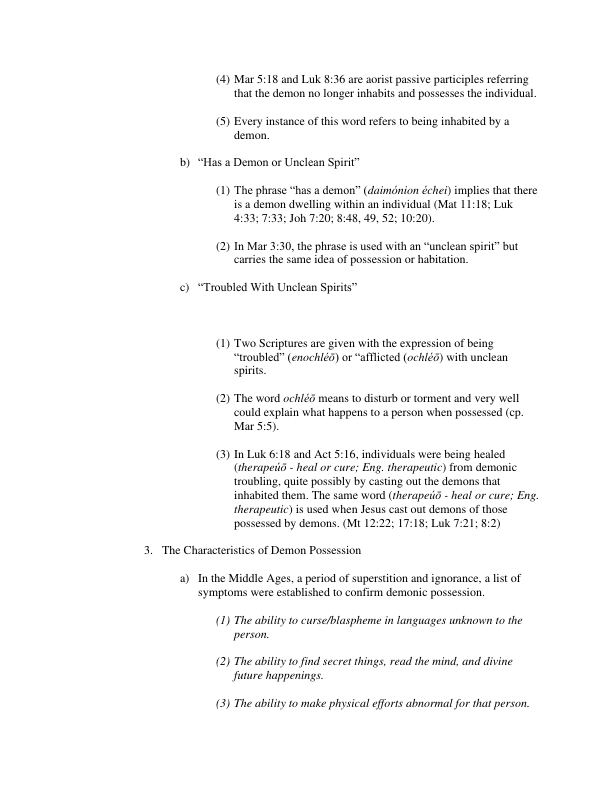 (4) Mar 5:18 and Luk 8:36 are aorist passive participles referring
that the demon no longer inhabits and possesses the individual.
(5) Every instance of this word refers to being inhabited by a
demon.
b) “Has a Demon or Unclean Spirit”
(1) The phrase “has a demon” (daimónion échei) implies that there
is a demon dwelling within an individual (Mat 11:18; Luk
4:33; 7:33; Joh 7:20; 8:48, 49, 52; 10:20).
(2) In Mar 3:30, the phrase is used with an “unclean spirit” but
carries the same idea of possession or habitation.
c) “Troubled With Unclean Spirits”
(1) Two Scriptures are given with the expression of being
“troubled” (enochléō) or “afflicted (ochléō) with unclean
spirits.
(2) The word ochléō means to disturb or torment and very well
could explain what happens to a person when possessed (cp.
Mar 5:5).
(3) In Luk 6:18 and Act 5:16, individuals were being healed
(therapeúō - heal or cure; Eng. therapeutic) from demonic
troubling, quite possibly by casting out the demons that
inhabited them. The same word (therapeúō - heal or cure; Eng.
therapeutic) is used when Jesus cast out demons of those
possessed by demons. (Mt 12:22; 17:18; Luk 7:21; 8:2)
3. The Characteristics of Demon Possession
a) In the Middle Ages, a period of superstition and ignorance, a list of
symptoms were established to confirm demonic possession.
(1) The ability to curse/blaspheme in languages unknown to the
person.
(2) The ability to find secret things, read the mind, and divine
future happenings.
(3) The ability to make physical efforts abnormal for that person.